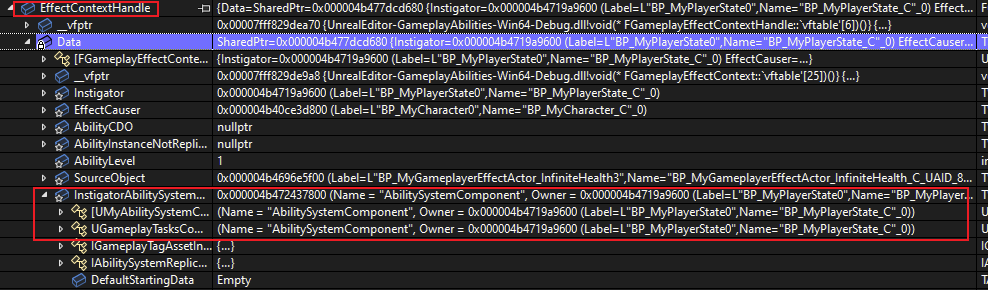 EffectContextHandle {Data=SharedPtr=0x000004b477dcd680 {Instigator=0x000004b4719a9600 (Label=L"BP_MyPlayerState0",Name="BP_MyPlayerState_C"_0) Effect... F
__vfptr 0x00007fff829dea70 {UnrealEditor-GameplayAbilities-Win64-Debug.dll!void(* FGameplayEffectContextHandle::`vftable'[6])()} {...} v
Data SharedPtr=0x000004b477dcd680 {Instigator=0x000004b4719a9600 (Label=L"BP_MyPlayerState0",Name="BP_MyPlayerState_C"_0) EffectCauser... T
[FGameplayEffectConte... {Instigator=0x000004b4719a9600 (Label=L"BP_MyPlayerState0",Name="BP_MyPlayerState_C"_0) EffectCauser=...} U
__vfptr 0x00007fff829de9a8 {UnrealEditor-GameplayAbilities-Win64-Debug.dll!void(* FGameplayEffectContext::`vftable'[25])()} {...} v
Instigator 0x000004b4719a9600 (Label=L"BP_MyPlayerState0",Name="BP_MyPlayerState_C"_0) T
EffectCauser 0x000004b40ce3d800 (Label=L"BP_MyCharacter0",Name="BP_MyCharacter_C"_0) T
AbilityCDO nullptr T
AbilityInstanceNotRepli... nullptr T
AbilityLevel 1 in
SourceObject 0x000004b4696e5f00 (Label=L"BP_MyGameplayerEffectActor_InfiniteHealth3",Name="BP_MyGameplayerEffectActor_InfiniteHealth_C_UAID_8... T
InstigatorAbilitySystem... 0x000004b472437800 (Name = "AbilitySystemComponent", Owner = 0x000004b4719a9600 (Label=L"BP_MyPlayerState0",Name="BP_MyPlayer... T
[UMyAbilitySystemC... (Name = "AbilitySystemComponent", Owner = 0x000004b4719a9600 (Label=L"BP_MyPlayerState0",Name="BP_MyPlayerState_C"_0)) U
UGameplayTasksCo... (Name = "AbilitySystemComponent", Owner = 0x000004b4719a9600 (Label=L"BP_MyPlayerState0",Name="BP_MyPlayerState_C"_0)) U
IGameplayTagAssetIn... {...} IG
IAbilitySystemReplic... {...} IA
DefaultStartingData Empty TA